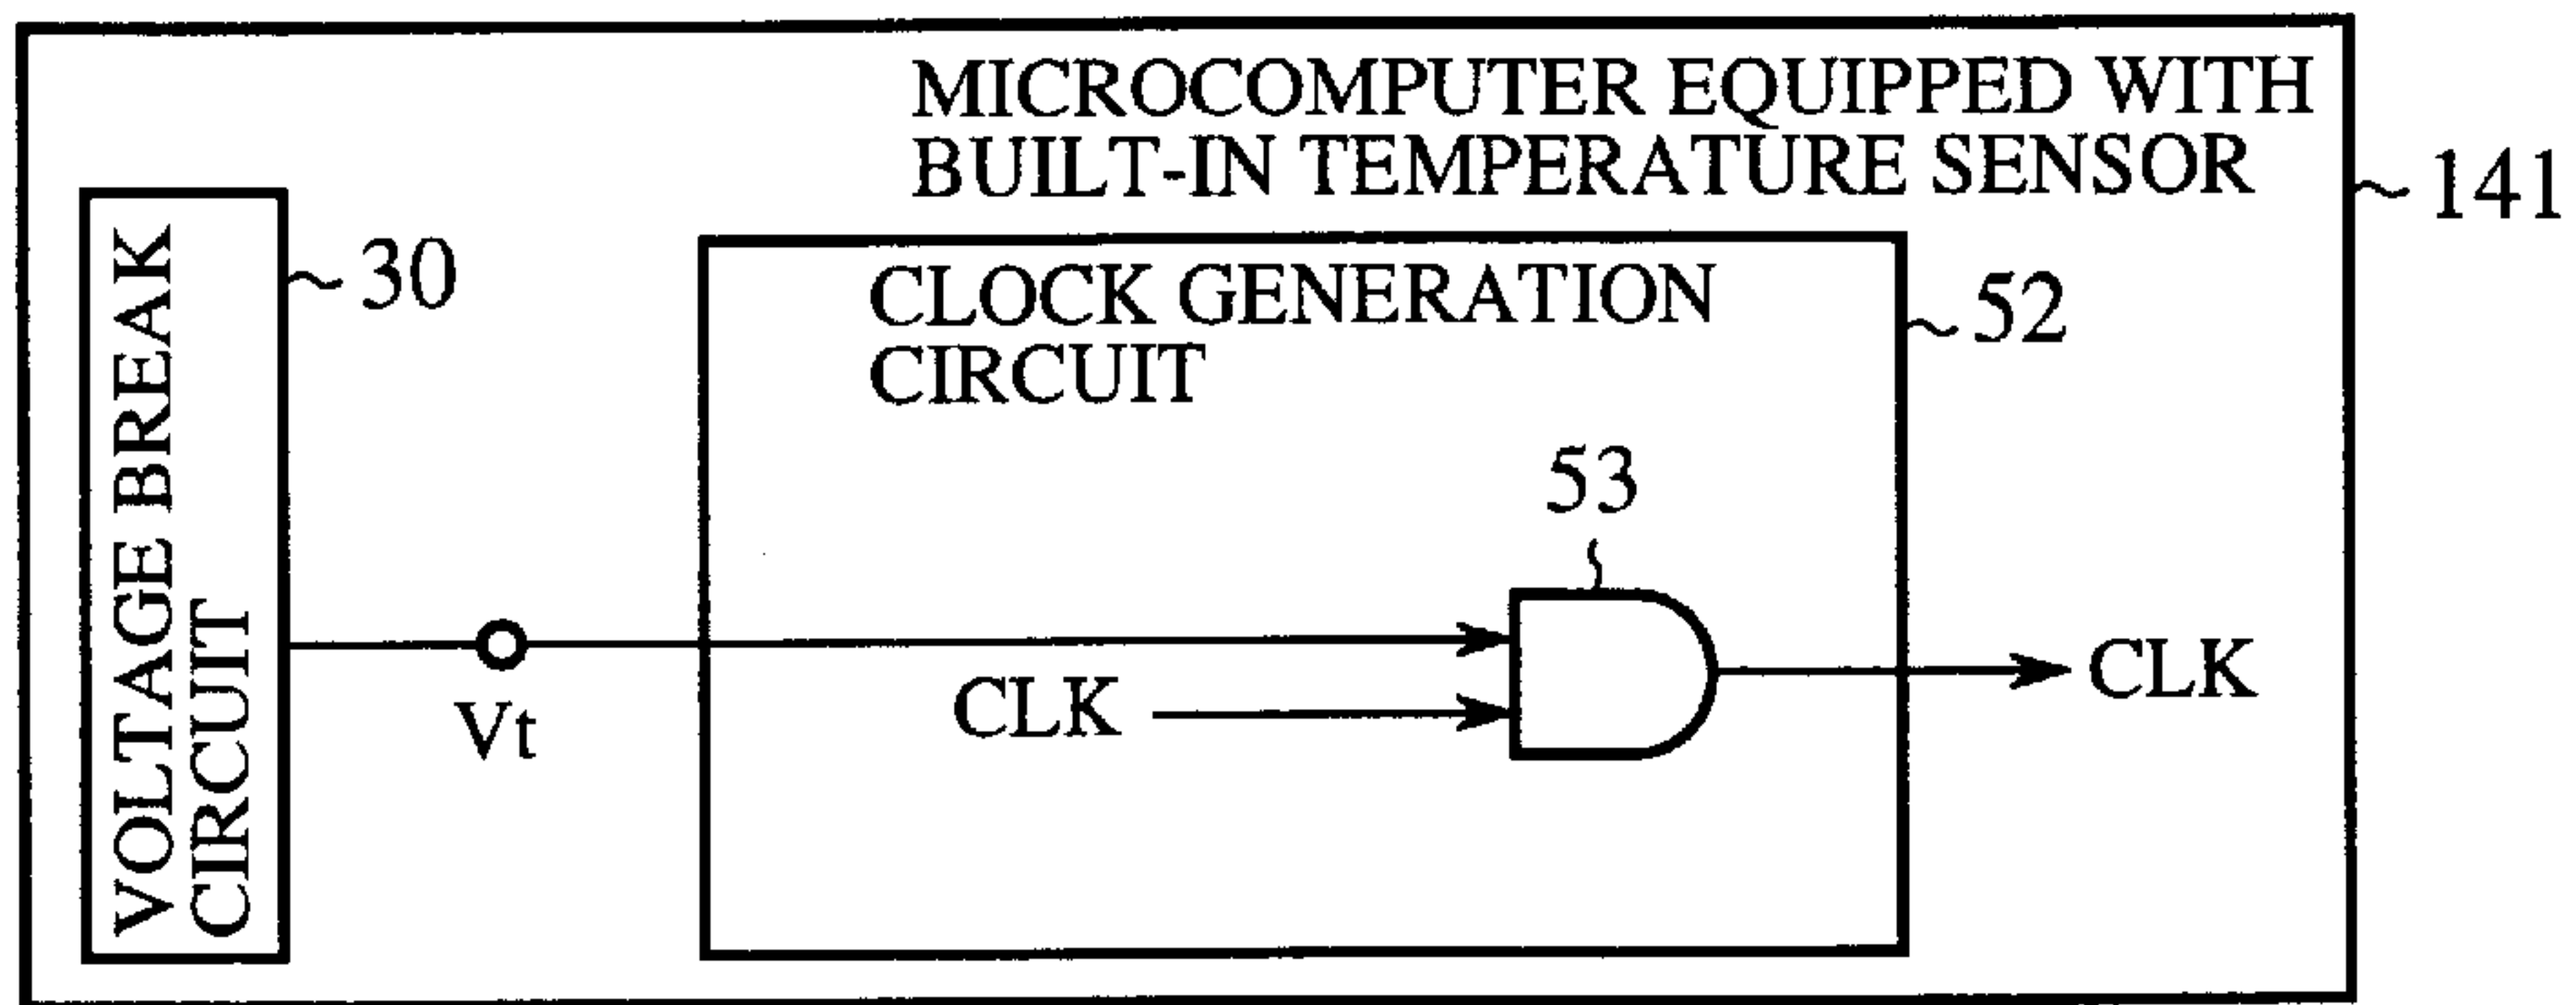 MICROCOMPUTER EQUIPPED WITH
BUILT-IN TEMPERATURE SENSOR
141
VOLTAGE BREAK
CIRCUIT
30
CLOCK GENERATION
CIRCUIT
52
53
Vt
CLK
CLK